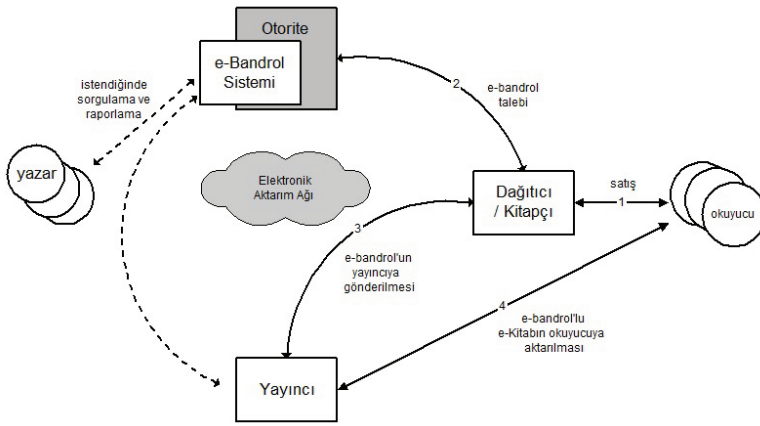 Otorite
e-Bandrol
Sistemi
istendiğinde
sorgulama ve
raporlama
2
e-bandrol
talebi
yazar
Elektronik
Aktarım Ağı
Dağıtıcı
/ Kitapçı
satış
1
okuyucu
3
e-bandrol'un
yayıncıya
gönderilmesi
4
e-bandrol'lu
e-Kitabın okuyucuya
aktarılması
Yayıncı